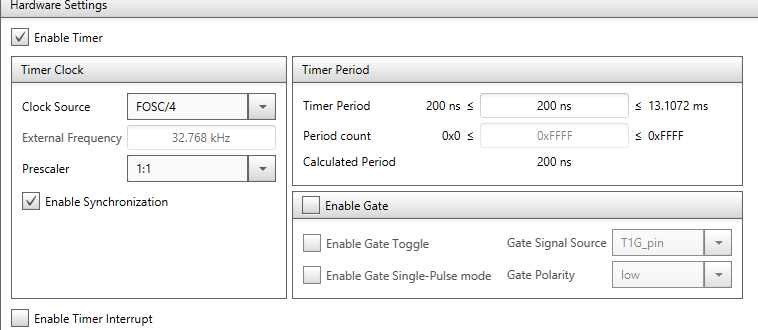 Hardware Settings
Enable Timer
Timer Clock
Clock Source FOSC/4
External Frequency 32.768 kHz
Prescaler 1:1
Enable Synchronization
Timer Period
Timer Period 200 ns ≤ 200 ns ≤ 13.1072 ms
Period count 0x0 ≤ 0xFFFF ≤ 0xFFFF
Calculated Period 200 ns
Enable Gate
Enable Gate Toggle Gate Signal Source T1G_pin
Enable Gate Single-Pulse mode Gate Polarity low
Enable Timer Interrupt